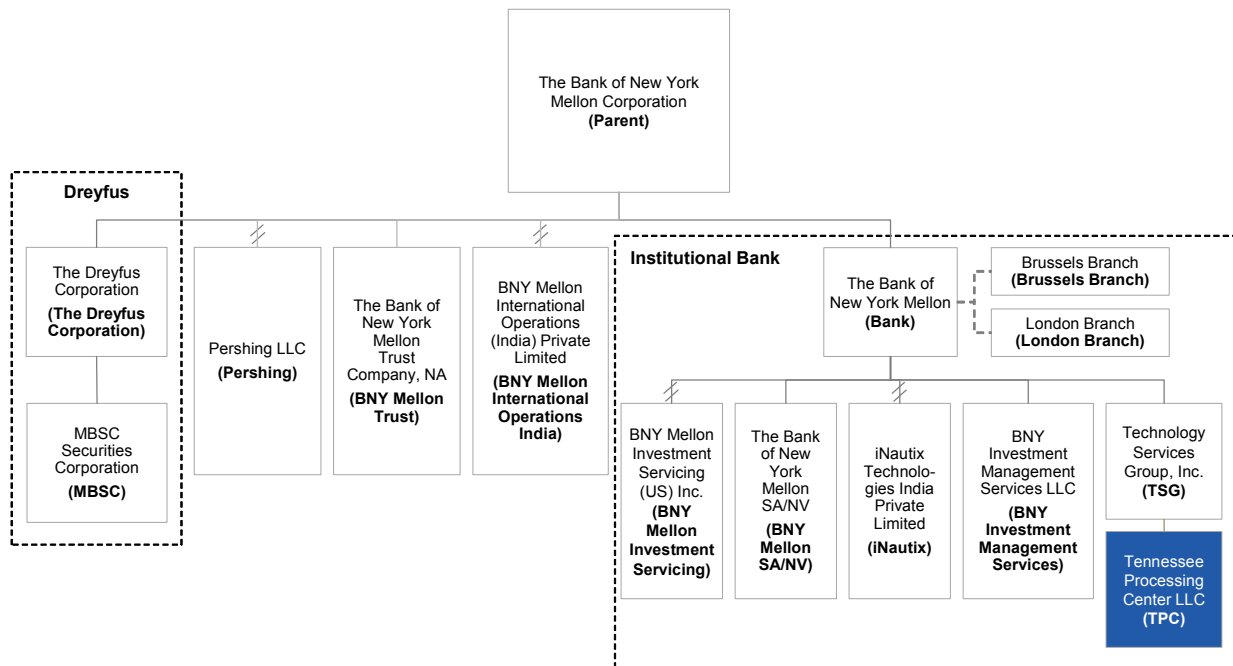 The Bank of New York
Mellon Corporation
(Parent)
Dreyfus
The Dreyfus
Corporation
(The Dreyfus
Corporation)
MBSC
Securities
Corporation
(MBSC)
Pershing LLC
(Pershing)
The Bank of
New York
Mellon
Trust
Company, NA
(BNY Mellon
Trust)
BNY Mellon
International
Operations
(India) Private
Limited
(BNY Mellon
International
Operations
India)
Institutional Bank
The Bank of
New York Mellon
(Bank)
Brussels Branch
(Brussels Branch)
London Branch
(London Branch)
BNY Mellon
Investment
Servicing
(US) Inc.
(BNY
Mellon
Investment
Servicing)
The Bank
of New
York
Mellon
SA/NV
(BNY
Mellon
SA/NV)
iNautix
Technolo-
gies India
Private
Limited
(iNautix)
BNY
Investment
Management
Services LLC
(BNY
Investment
Management
Services)
Technology
Services
Group, Inc.
(TSG)
Tennessee
Processing
Center LLC
(TPC)